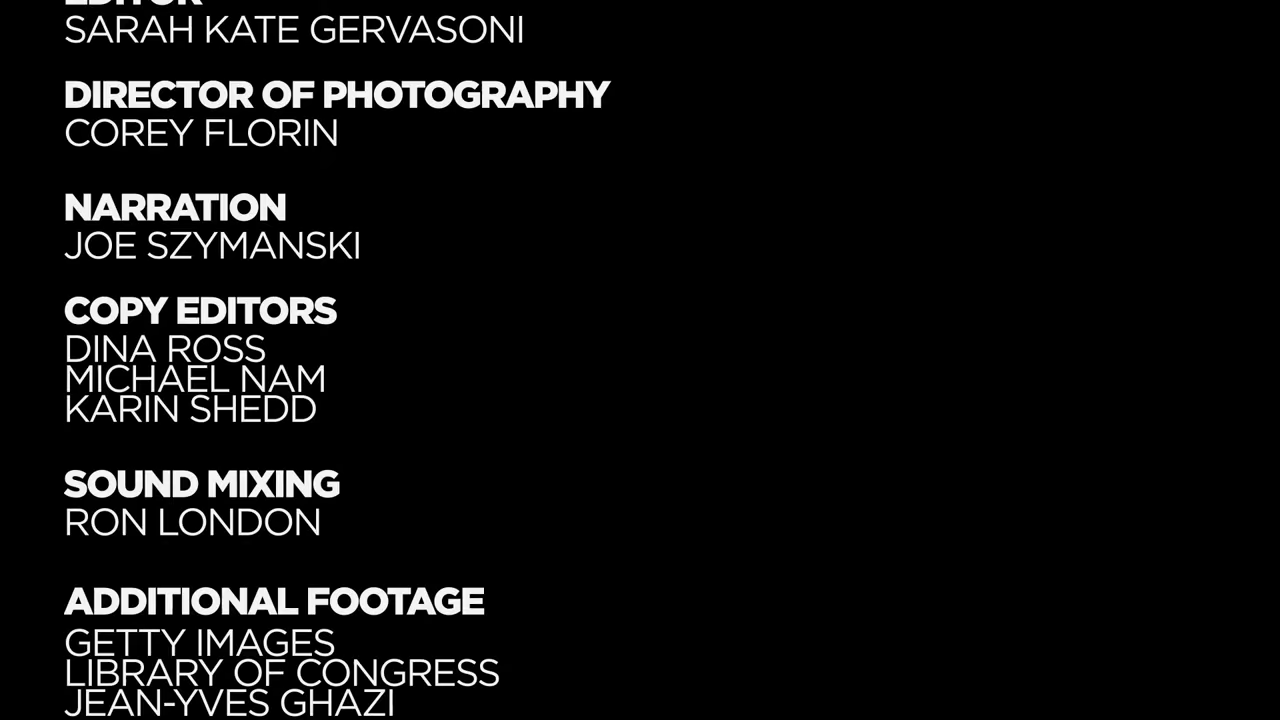 EDITOR
SARAH KATE GERVASONI
DIRECTOR OF PHOTOGRAPHY
COREY FLORIN
NARRATION
JOE SZYMANSKI
COPY EDITORS
DINA ROSS
MICHAEL NAM
KARIN SHEDD
SOUND MIXING
RON LONDON
ADDITIONAL FOOTAGE
GETTY IMAGES
LIBRARY OF CONGRESS
JEAN-YVES GHAZI